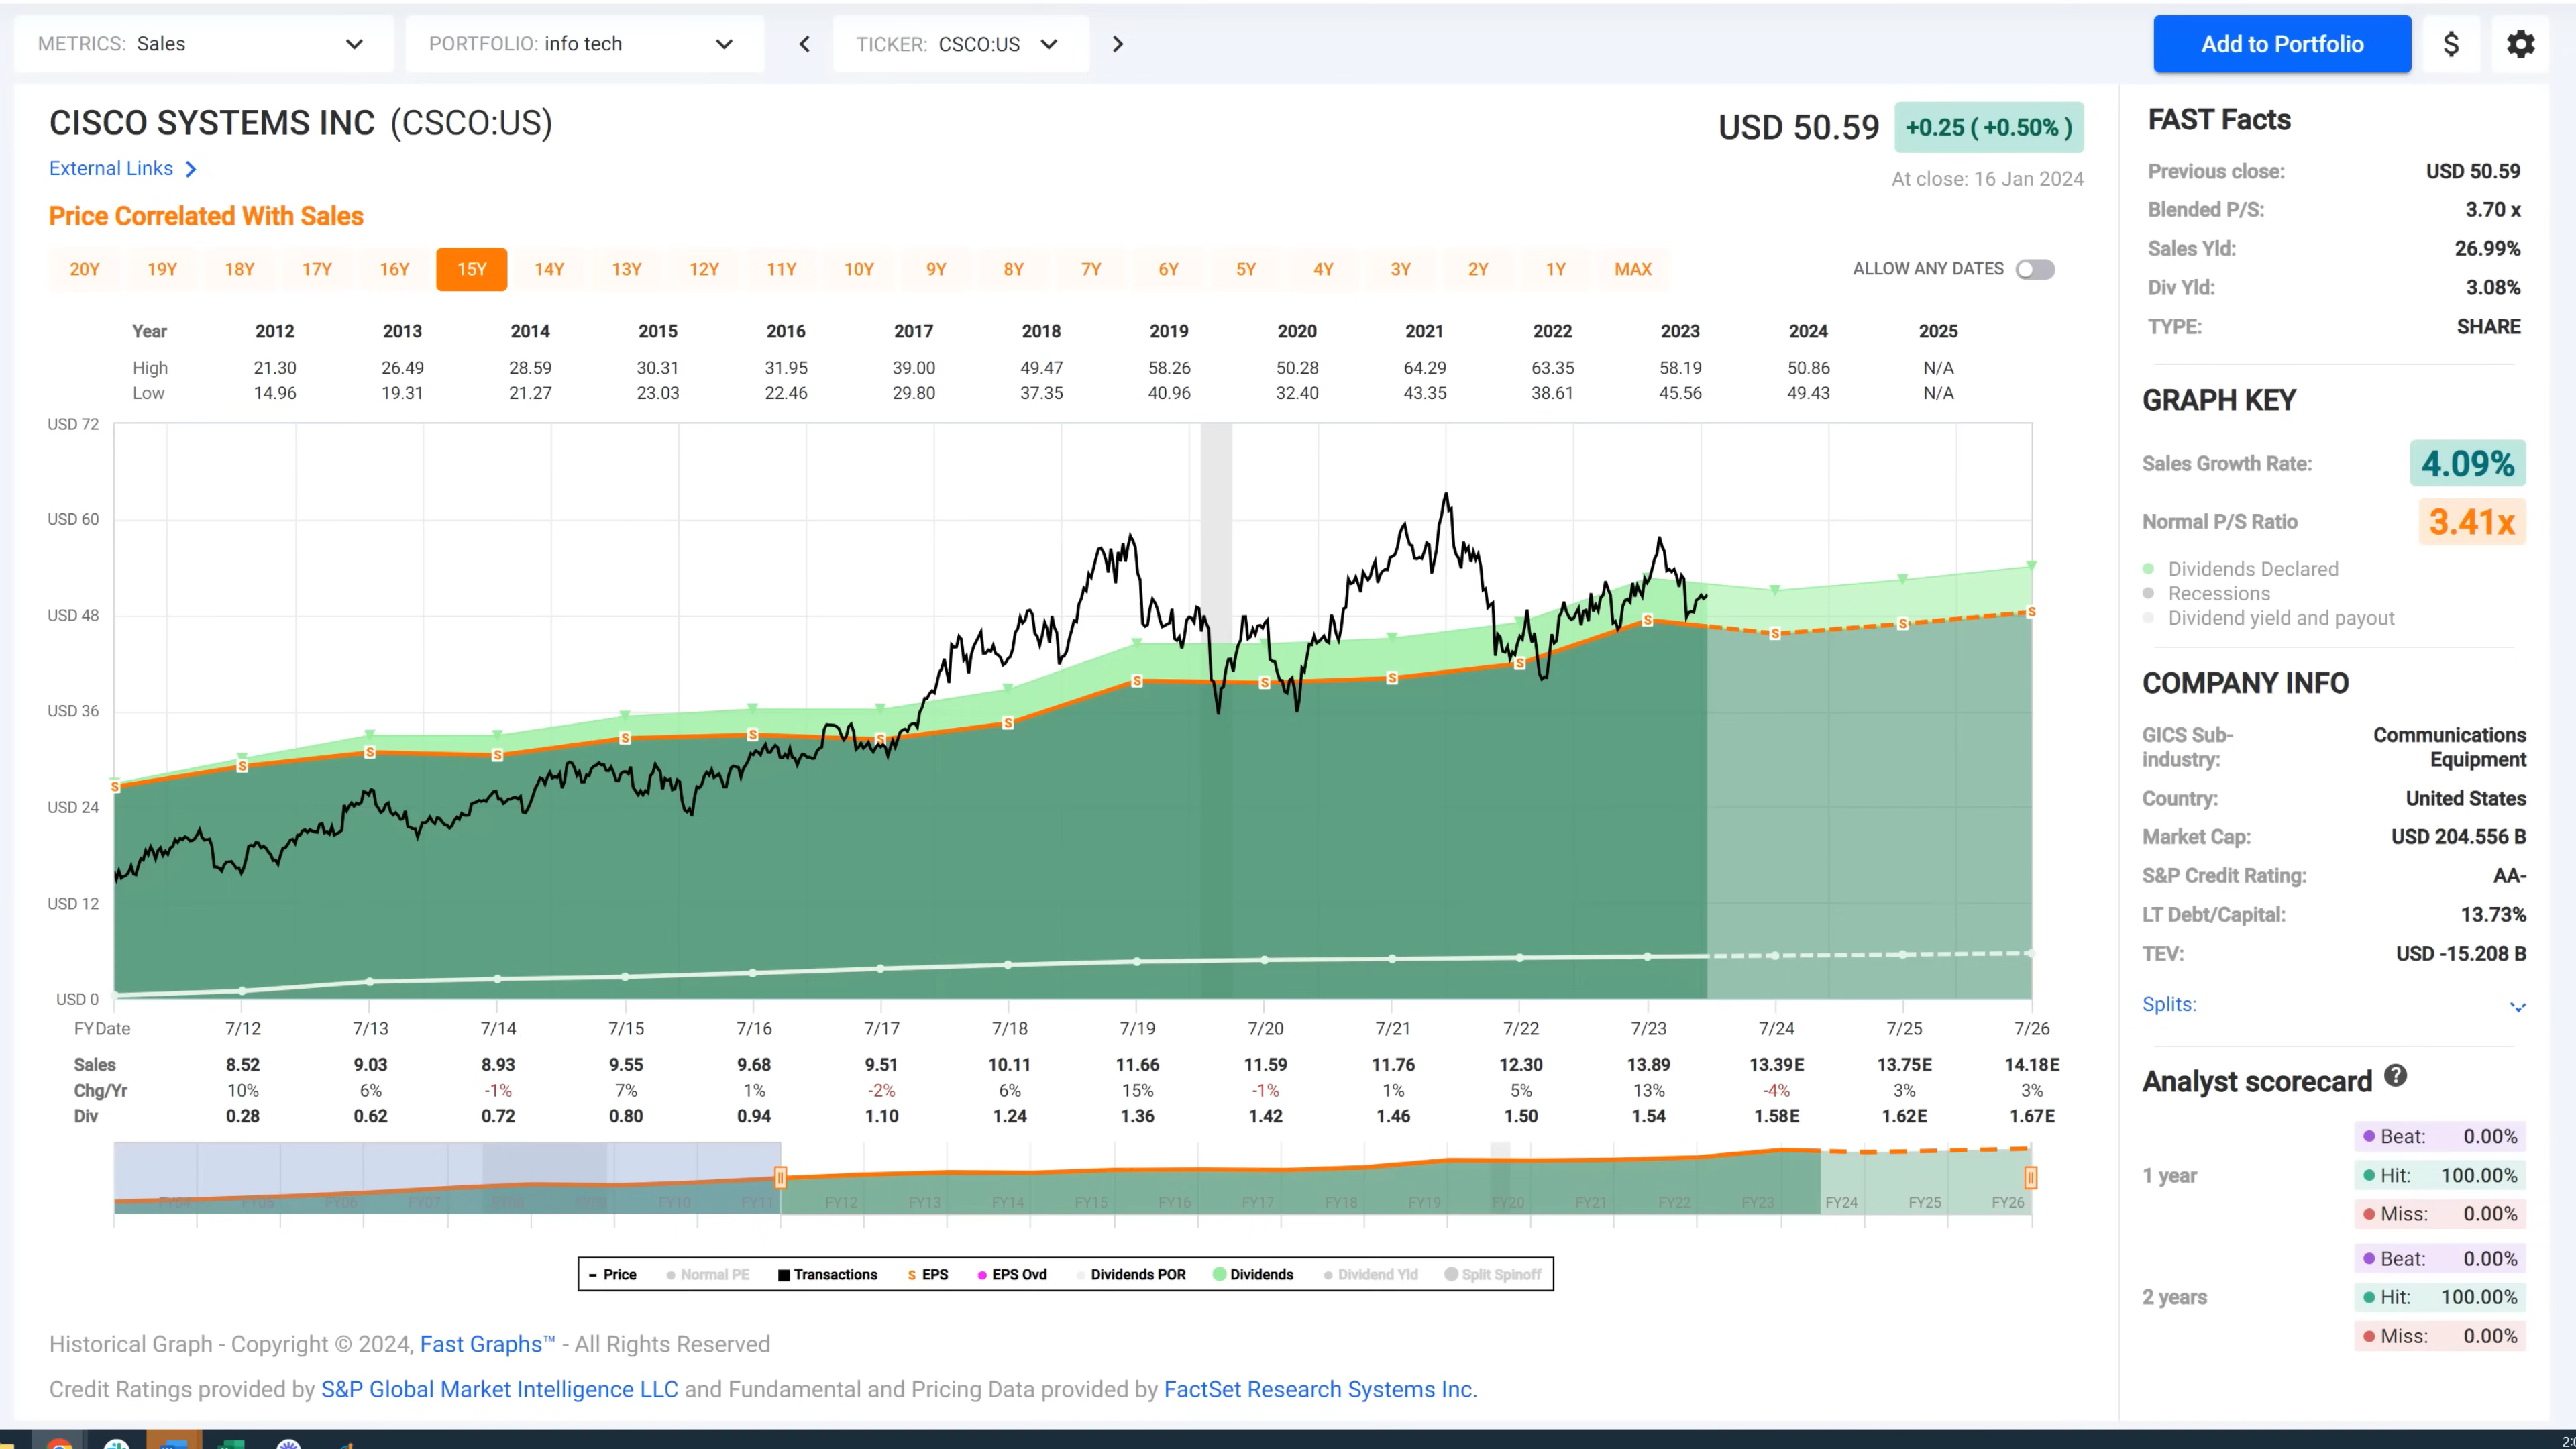 METRICS: Sales PORTFOLIO: info tech TICKER: CSCO:US Add to Portfolio $
CISCO SYSTEMS INC (CSCO:US)
USD 50.59 +0.25 ( +0.50% )
External Links
At close: 16 Jan 2024
Price Correlated With Sales
20Y 19Y 18Y 17Y 16Y 15Y 14Y 13Y 12Y 11Y 10Y 9Y 8Y 7Y 6Y 5Y 4Y 3Y 2Y 1Y MAX ALLOW ANY DATES
Year 2012 2013 2014 2015 2016 2017 2018 2019 2020 2021 2022 2023 2024 2025
High 21.30 26.49 28.59 30.31 31.95 39.00 49.47 58.26 50.28 64.29 63.35 58.19 50.86 N/A
Low 14.96 19.31 21.27 23.03 22.46 29.80 37.35 40.96 32.40 43.35 38.61 45.56 49.43 N/A
USD 72
USD 60
USD 48
USD 36
USD 24
USD 12
USD 0
FYDate 7/12 7/13 7/14 7/15 7/16 7/17 7/18 7/19 7/20 7/21 7/22 7/23 7/24 7/25 7/26
Sales 8.52 9.03 8.93 9.55 9.68 9.51 10.11 11.66 11.59 11.76 12.30 13.89 13.39E 13.75E 14.18E
Chg/Yr 10% 6% -1% 7% 1% -2% 6% 15% -1% 1% 5% 13% -4% 3% 3%
Div 0.28 0.62 0.72 0.80 0.94 1.10 1.24 1.36 1.42 1.46 1.50 1.54 1.58E 1.62E 1.67E
FY04 FY05 FY06 FY07 FY08 FY09 FY10 FY11 FY12 FY13 FY14 FY15 FY16 FY17 FY18 FY19 FY20 FY21 FY22 FY23 FY24 FY25 FY26
Price Normal PE Transactions S EPS EPS Ovd Dividends POR Dividends Dividend Yld Split Spinoff
Historical Graph - Copyright © 2024, Fast Graphs™ - All Rights Reserved
Credit Ratings provided by S&P Global Market Intelligence LLC and Fundamental and Pricing Data provided by FactSet Research Systems Inc.
FAST Facts
Previous close: USD 50.59
Blended P/S: 3.70 x
Sales Yld: 26.99%
Div Yld: 3.08%
TYPE: SHARE
GRAPH KEY
Sales Growth Rate: 4.09%
Normal P/S Ratio 3.41x
Dividends Declared
Recessions
Dividend yield and payout
COMPANY INFO
GICS Sub- Communications
industry: Equipment
Country: United States
Market Cap: USD 204.556 B
S&P Credit Rating: AA-
LT Debt/Capital: 13.73%
TEV: USD -15.208 B
Splits:
Analyst scorecard ?
Beat: 0.00%
1 year Hit: 100.00%
Miss: 0.00%
Beat: 0.00%
2 years Hit: 100.00%
Miss: 0.00%